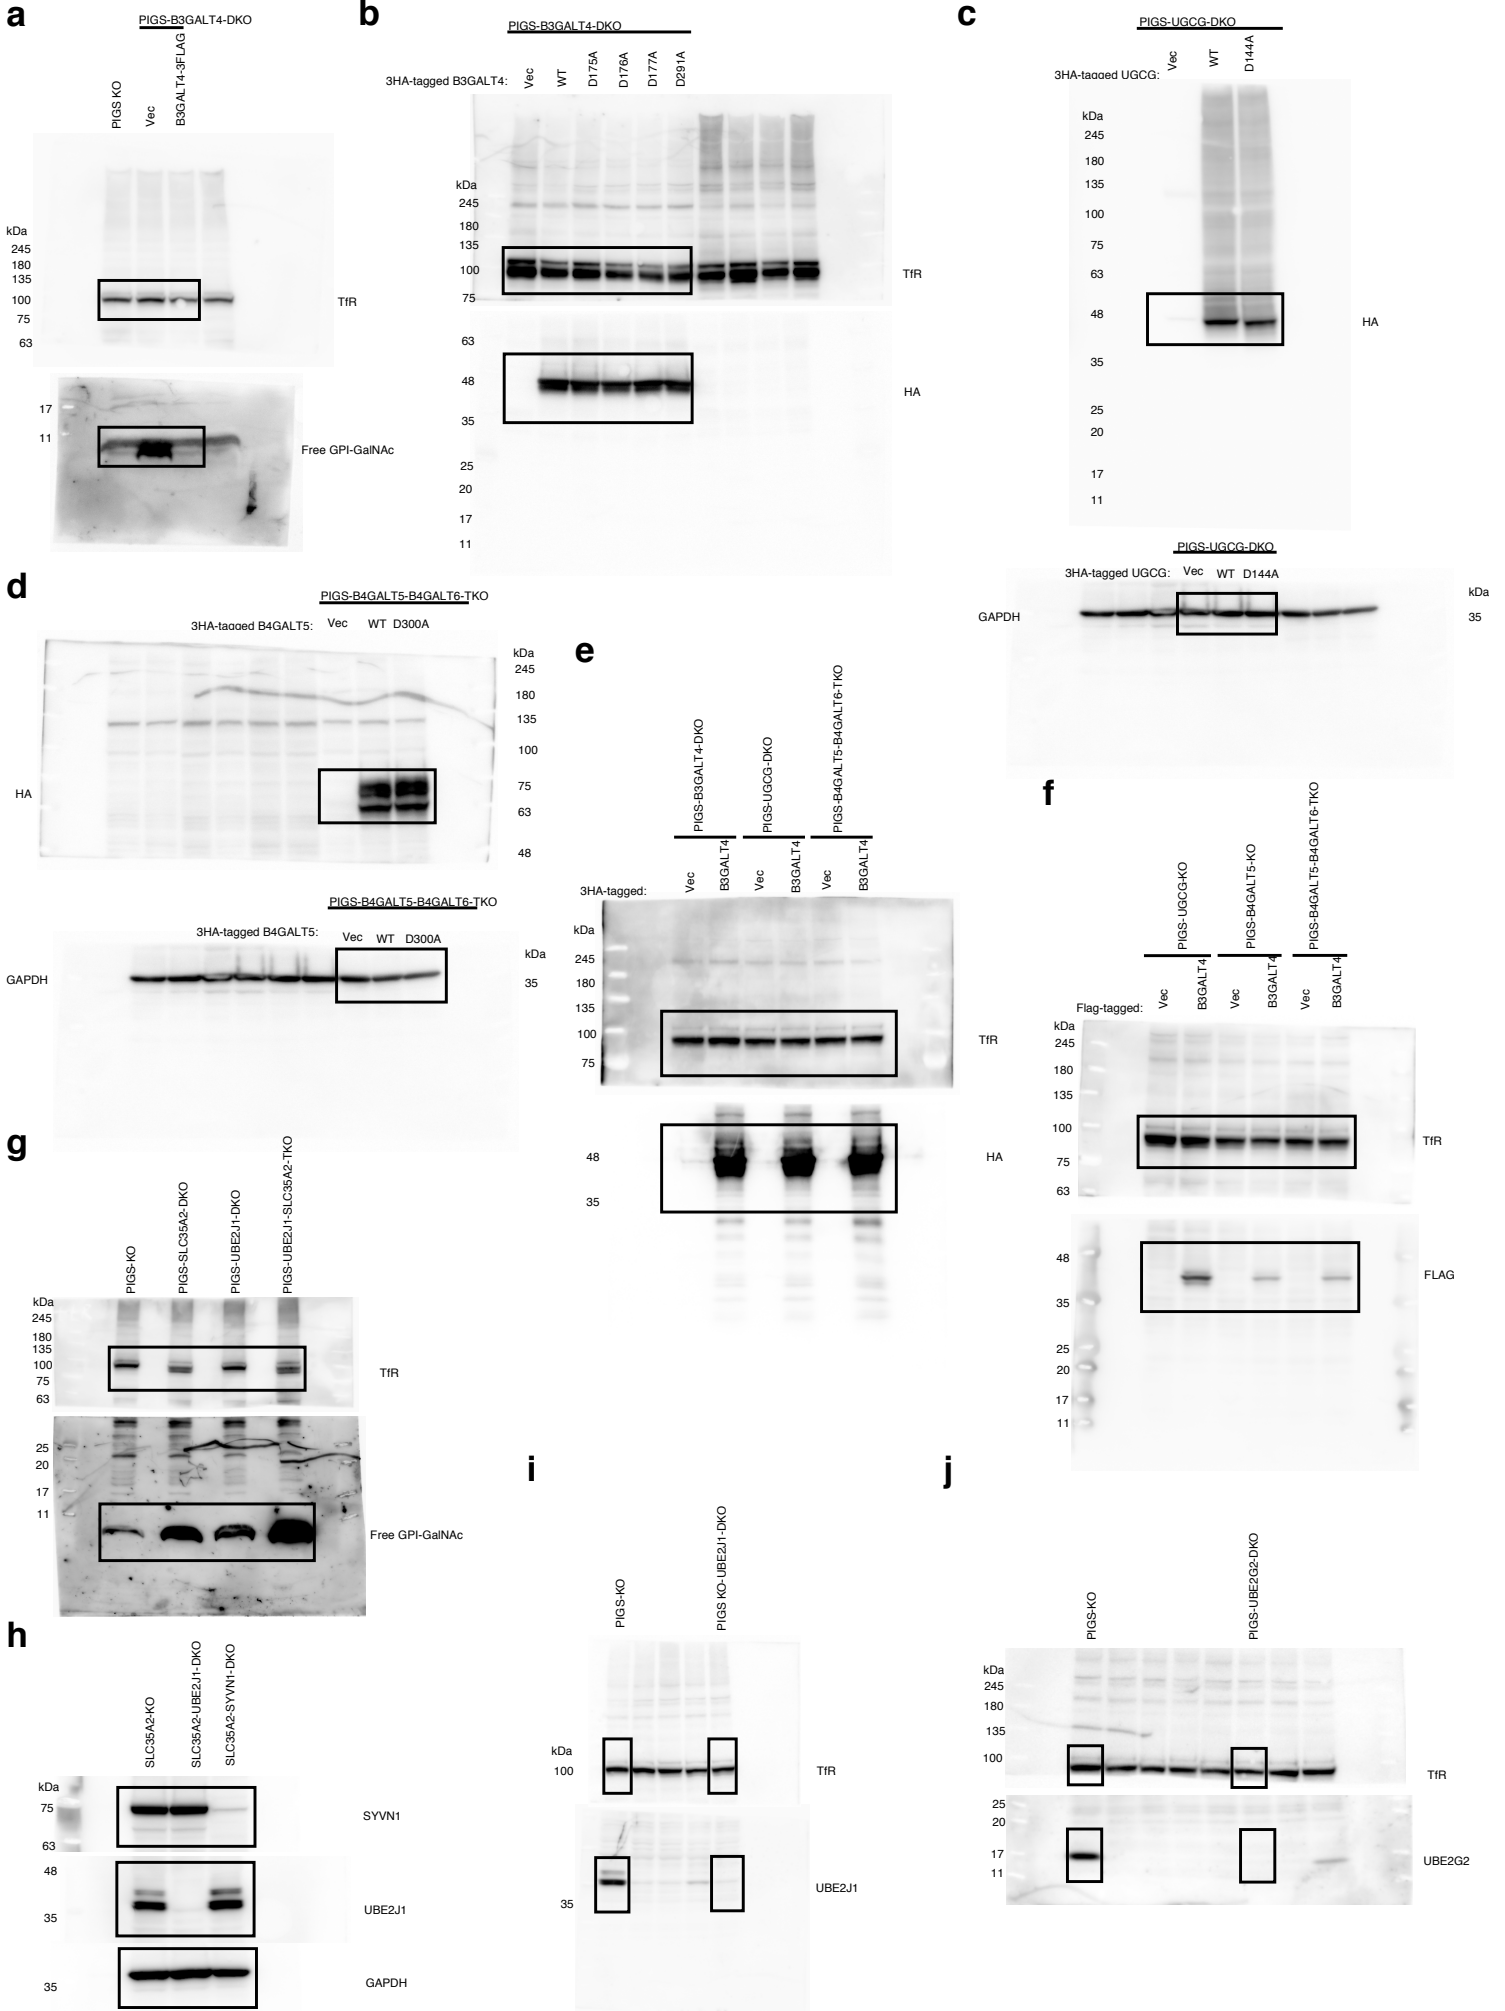 a
PIGS-B3GALT4-DKO
PIGS KO
Vec
B3GALT4-3FLAG
kDa
245
180
135
100
75
63
TfR
17
11
Free GPI-GalNAc
b
PIGS-B3GALT4-DKO
3HA-tagged B3GALT4:
Vec
WT
D175A
D176A
D177A
D291A
kDa
245
180
135
100
75
TfR
63
48
35
25
20
17
11
HA
c
PIGS-UGCG-DKO
3HA-tagged UGCG:
Vec
WT
D144A
kDa
245
180
135
100
75
63
48
35
25
20
17
11
HA
PIGS-UGCG-DKO
3HA-tagged UGCG:
Vec
WT
D144A
GAPDH
kDa
35
d
PIGS-B4GALT5-B4GALT6-TKO
3HA-tagged B4GALT5:
Vec
WT
D300A
kDa
245
180
135
100
75
63
48
HA
PIGS-B4GALT5-B4GALT6-TKO
3HA-tagged B4GALT5:
Vec
WT
D300A
GAPDH
kDa
35
e
PIGS-B3GALT4-DKO
PIGS-UGCG-DKO
PIGS-B4GALT5-B4GALT6-TKO
3HA-tagged:
Vec
B3GALT4
Vec
B3GALT4
Vec
B3GALT4
kDa
245
180
135
100
75
TfR
48
35
HA
f
PIGS-UGCG-KO
PIGS-B4GALT5-KO
PIGS-B4GALT5-B4GALT6-TKO
Flag-tagged:
Vec
B3GALT4
Vec
B3GALT4
Vec
B3GALT4
kDa
245
180
135
100
75
63
TfR
48
35
25
20
17
11
FLAG
g
PIGS-KO
PIGS-SLC35A2-DKO
PIGS-UBE2J1-DKO
PIGS-UBE2J1-SLC35A2-TKO
kDa
245
180
135
100
75
63
TfR
25
20
17
11
Free GPI-GalNAc
h
SLC35A2-KO
SLC35A2-UBE2J1-DKO
SLC35A2-SYVN1-DKO
kDa
75
63
SYVN1
48
35
UBE2J1
35
GAPDH
i
PIGS-KO
PIGS KO-UBE2J1-DKO
kDa
100
TfR
35
UBE2J1
j
PIGS-KO
PIGS-UBE2G2-DKO
kDa
245
180
135
100
TfR
25
20
17
11
UBE2G2